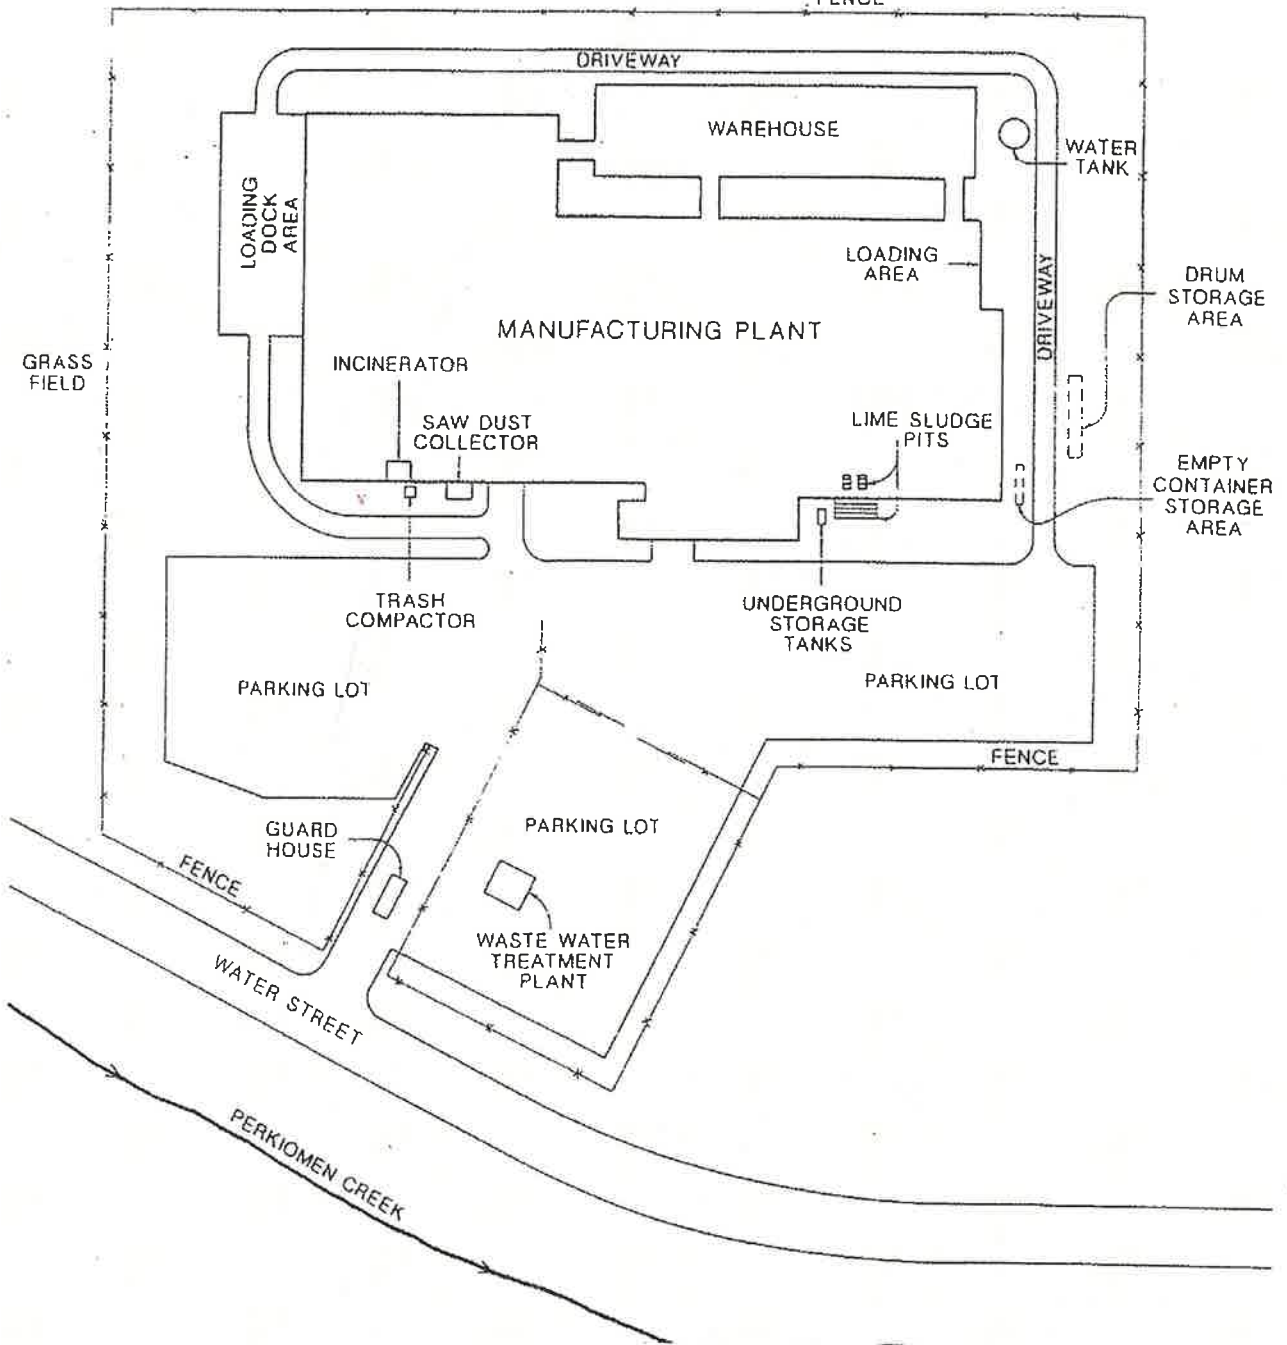 FENCE
DRIVEWAY
WAREHOUSE
WATER
TANK
LOADING
DOCK
AREA
LOADING
AREA
DRIVEWAY
DRUM
STORAGE
AREA
MANUFACTURING PLANT
GRASS
FIELD
INCINERATOR
SAW DUST
COLLECTOR
LIME SLUDGE
PITS
EMPTY
CONTAINER
STORAGE
AREA
TRASH
COMPACTOR
UNDERGROUND
STORAGE
TANKS
PARKING LOT
PARKING LOT
FENCE
GUARD
HOUSE
PARKING LOT
FENCE
WASTE WATER
TREATMENT
PLANT
WATER STREET
PERKIOMEN CREEK